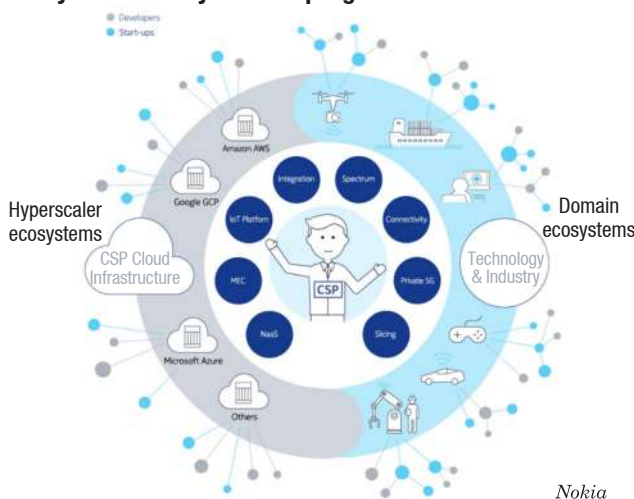 Developers
Start-ups
Amazon AWS
Google GCP
Integration
Spectrum
Hyperscaler
ecosystems
IoT Platfrom
Connectivity
Domain
ecosystems
CSP Cloud
Infrastructure
CSP
Technology
& Industry
MEC
Private 5G
NaaS
Slicing
Microsoft Azure
Others
Nokia